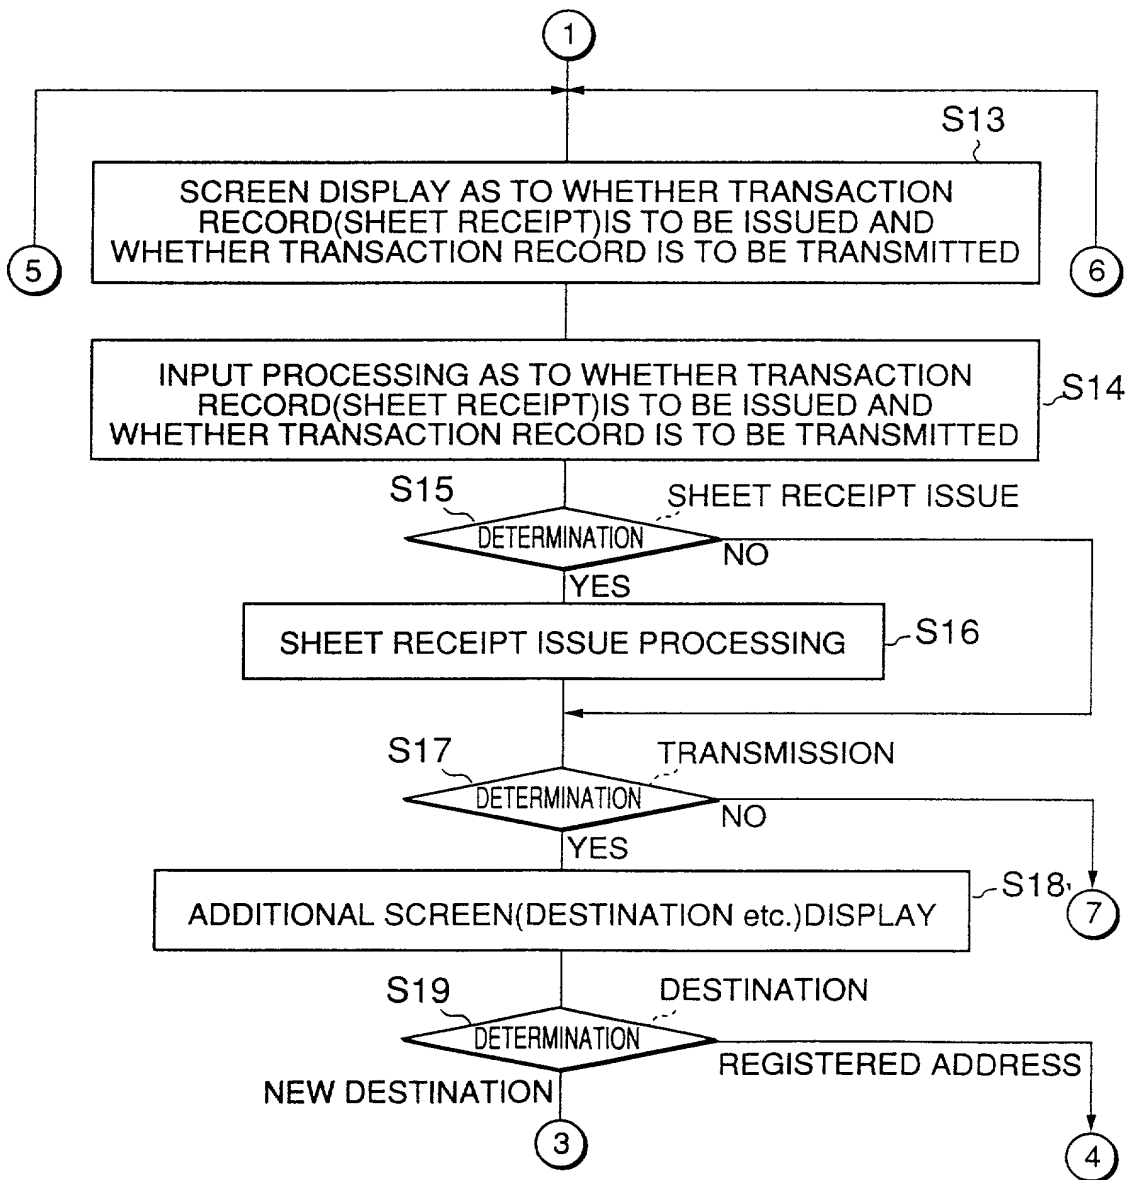 1
S13
SCREEN DISPLAY AS TO WHETHER TRANSACTION
RECORD(SHEET RECEIPT)IS TO BE ISSUED AND
WHETHER TRANSACTION RECORD IS TO BE TRANSMITTED
5
6
INPUT PROCESSING AS TO WHETHER TRANSACTION
RECORD(SHEET RECEIPT)IS TO BE ISSUED AND
WHETHER TRANSACTION RECORD IS TO BE TRANSMITTED
S14
S15
SHEET RECEIPT ISSUE
DETERMINATION
NO
YES
SHEET RECEIPT ISSUE PROCESSING
S16
S17
TRANSMISSION
DETERMINATION
NO
YES
S18
ADDITIONAL SCREEN(DESTINATION etc.)DISPLAY
7
S19
DESTINATION
DETERMINATION
REGISTERED ADDRESS
NEW DESTINATION
3
4